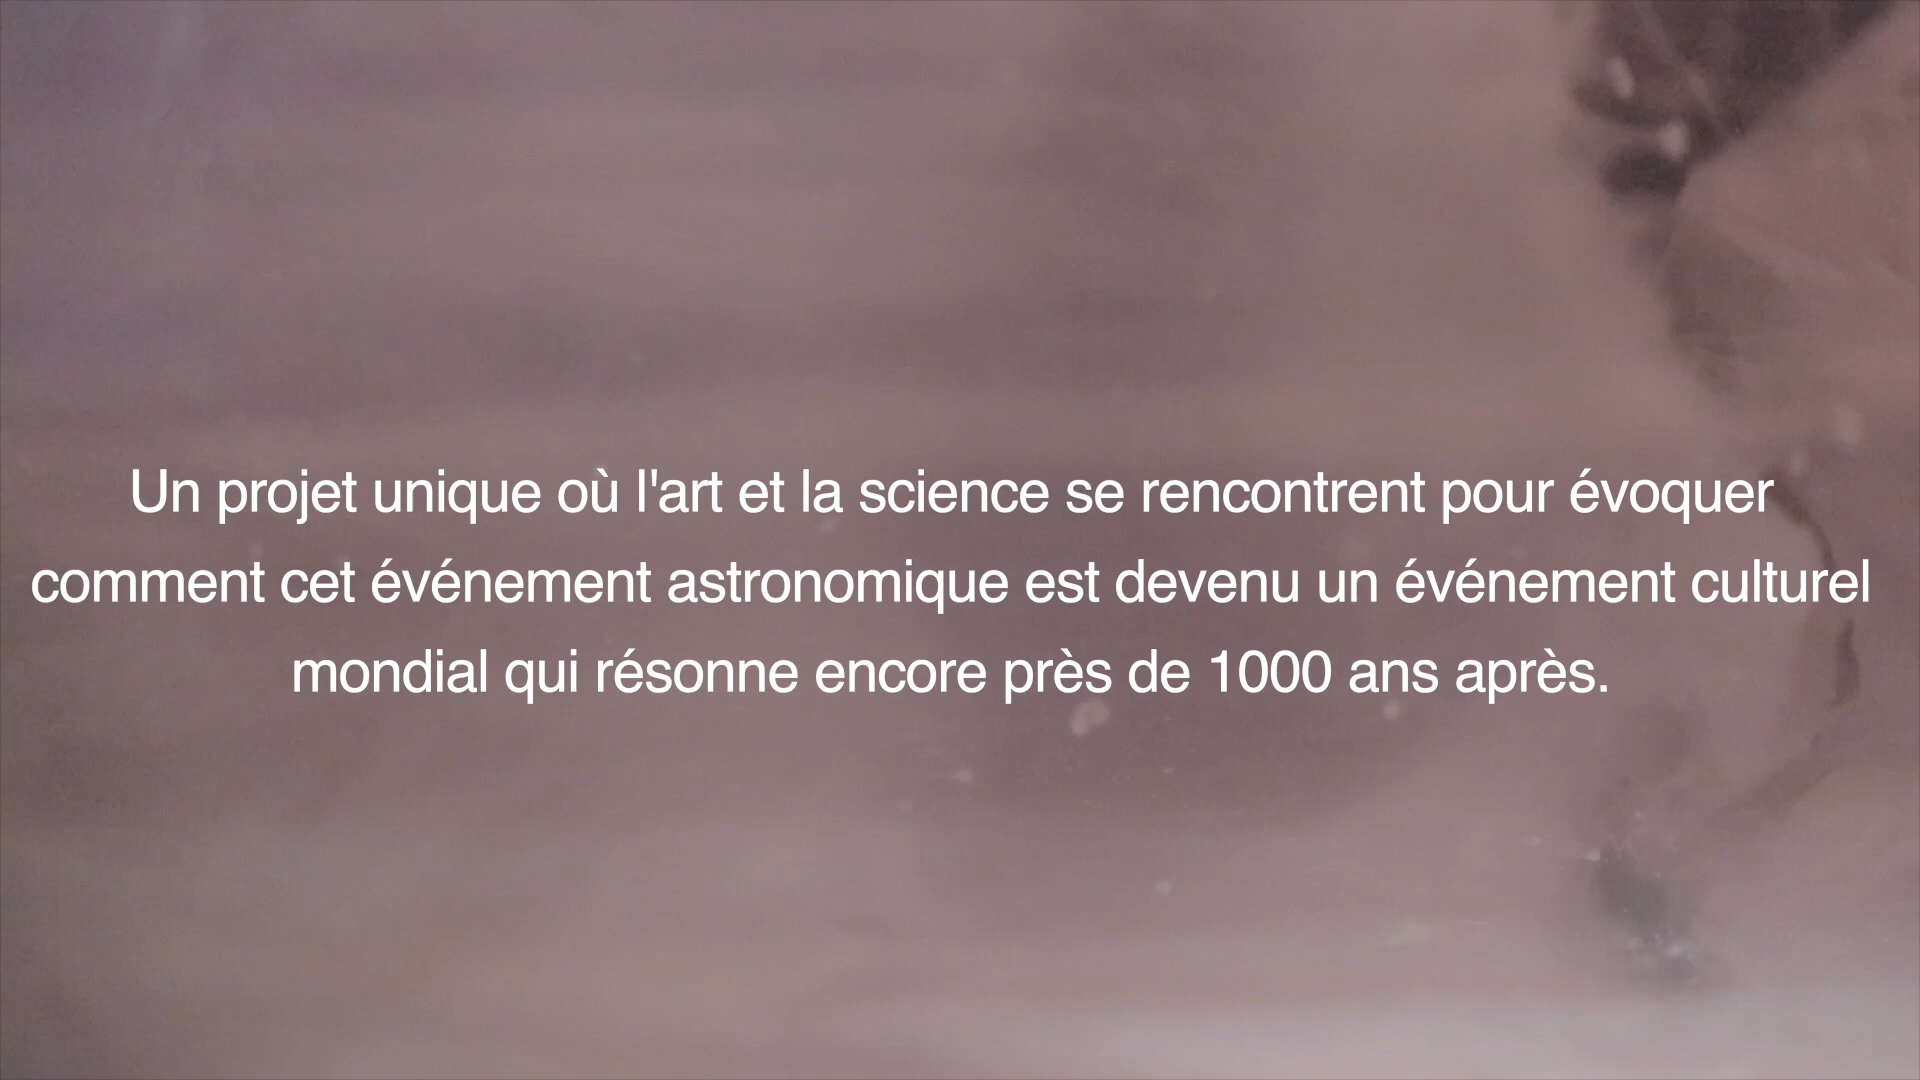 Un projet unique où l'art et la science se rencontrent pour évoquer
comment cet événement astronomique est devenu un événement culturel
mondial qui résonne encore près de 1000 ans après.